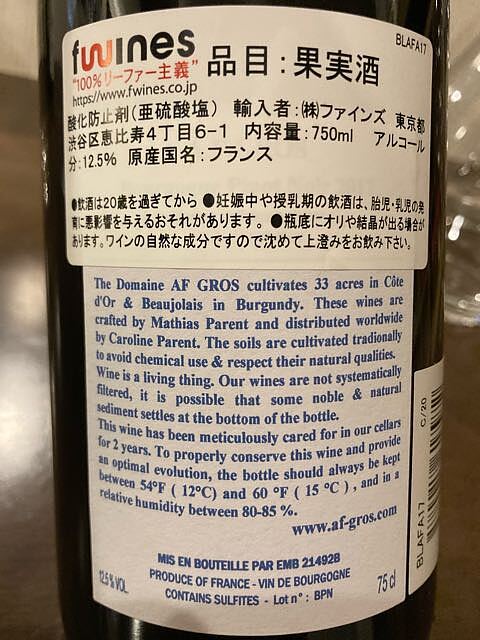 fwines
BLAFA17
"100%リーファー主義"
品目：果実酒
https://www.fwines.co.jp
酸化防止剤（亜硫酸塩） 輸入者：㈱ファインズ 東京都
渋谷区恵比寿4丁目6-1 内容量：750ml アルコール
分：12.5% 原産国名：フランス
●飲酒は20歳を過ぎてから ●妊娠中や授乳期の飲酒は、胎児・乳児の発
育に悪影響を与えるおそれがあります。 ●瓶底にオリや結晶が出る場合が
あります。ワインの自然な成分ですので沈めて上澄みをお飲み下さい。
The Domaine AF GROS cultivates 33 acres in Côte
d'Or & Beaujolais in Burgundy. These wines are
crafted by Mathias Parent and distributed worldwide
by Caroline Parent. The soils are cultivated tradionally
to avoid chemical use & respect their natural qualities.
Wine is a living thing. Our wines are not systematically
filtered, it is possible that some noble & natural
sediment settles at the bottom of the bottle.
This wine has been meticulously cared for in our cellars
for 2 years. To properly conserve this wine and provide
an optimal evolution, the bottle should always be kept
between 54°F ( 12°C) and 60 °F ( 15 °C ) , and in a
relative humidity between 80-85 %.
www.af-gros.com
MIS EN BOUTEILLE PAR EMB 21492B
12.5 % VOL.
PRODUCE OF FRANCE - VIN DE BOURGOGNE
75 cl
CONTAINS SULFITES - Lot n° : BPN
BLAFA17
C/20